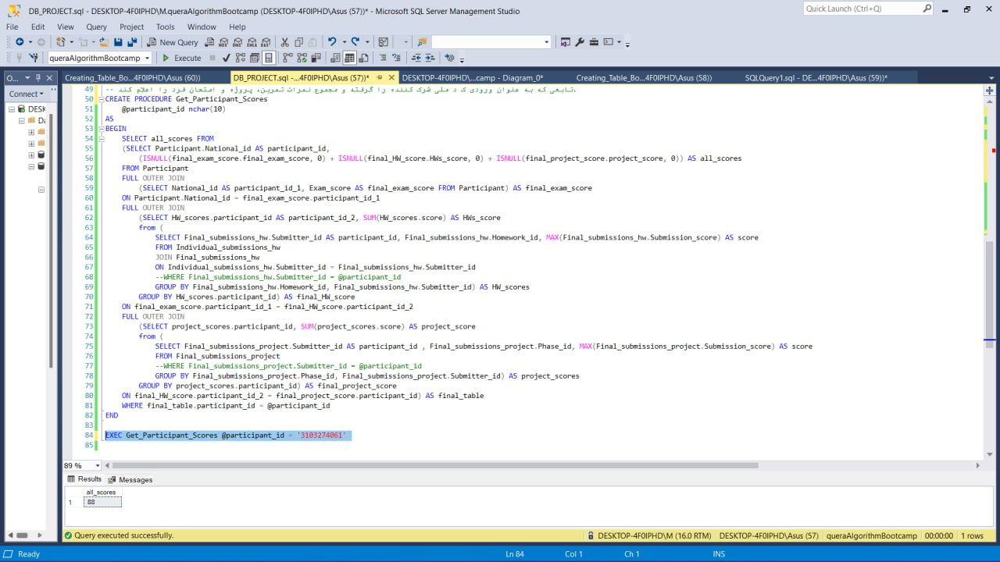 DB_PROJECT.sql - DESKTOP-4F0IPHD\M.queraAlgorithmBootcamp (DESKTOP-4F0IPHD\Asus (57))* - Microsoft SQL Server Management Studio
Quick Launch (Ctrl+Q)
File Edit View Query Project Tools Window Help
New Query
MDX DMX XMLA DAX
queraAlgorithmBootcamp Execute
O... Creating_Table_Bo...4F0IPHD\Asus (60)) DB_PROJECT.sql -...4F0IPHD\Asus (57))* DESKTOP-4F0IPHD\...camp - Diagram_0* Creating_Table_Bo...4F0IPHD\Asus (58)) SQLQuery1.sql - DE...4F0IPHD\Asus (59))*
Connect
DESK
Da
49 -- تابعی که به عنوان ورودی کد ملی شرکت کننده را گرفته و مجموع نمرات تمرین، پروژه و امتحان فرد را اعلام کند.
50 CREATE PROCEDURE Get_Participant_Scores
51 @participant_id nchar(10)
52 AS
53 BEGIN
54 SELECT all_scores FROM
55 (SELECT Participant.National_id AS participant_id,
56 (ISNULL(final_exam_score.final_exam_score, 0) + ISNULL(final_HW_score.HWs_score, 0) + ISNULL(final_project_score.project_score, 0)) AS all_scores
57 FROM Participant
58 FULL OUTER JOIN
59 (SELECT National_id AS participant_id_1, Exam_score AS final_exam_score FROM Participant) AS final_exam_score
60 ON Participant.National_id = final_exam_score.participant_id_1
61 FULL OUTER JOIN
62 (SELECT HW_scores.participant_id AS participant_id_2, SUM(HW_scores.score) AS HWs_score
63 from (
64 SELECT Final_submissions_hw.Submitter_id AS participant_id, Final_submissions_hw.Homework_id, MAX(Final_submissions_hw.Submission_score) AS score
65 FROM Individual_submissions_hw
66 JOIN Final_submissions_hw
67 ON Individual_submissions_hw.Submitter_id = Final_submissions_hw.Submitter_id
68 --WHERE Final_submissions_hw.Submitter_id = @participant_id
69 GROUP BY Final_submissions_hw.Homework_id, Final_submissions_hw.Submitter_id) AS HW_scores
70 GROUP BY HW_scores.participant_id) AS final_HW_score
71 ON final_exam_score.participant_id_1 = final_HW_score.participant_id_2
72 FULL OUTER JOIN
73 (SELECT project_scores.participant_id, SUM(project_scores.score) AS project_score
74 from (
75 SELECT Final_submissions_project.Submitter_id AS participant_id , Final_submissions_project.Phase_id, MAX(Final_submissions_project.Submission_score) AS score
76 FROM Final_submissions_project
77 --WHERE Final_submissions_project.Submitter_id = @participant_id
78 GROUP BY Final_submissions_project.Phase_id, Final_submissions_project.Submitter_id) AS project_scores
79 GROUP BY project_scores.participant_id) AS final_project_score
80 ON final_HW_score.participant_id_2 = final_project_score.participant_id) AS final_table
81 WHERE final_table.participant_id = @participant_id
82 END
83
84 EXEC Get_Participant_Scores @participant_id = '3103274061'
85
89 %
Results Messages
all_scores
1 88
Query executed successfully. DESKTOP-4F0IPHD\M (16.0 RTM) DESKTOP-4F0IPHD\Asus (57) queraAlgorithmBootcamp 00:00:00 1 rows
Ready Ln 84 Col 1 Ch 1 INS